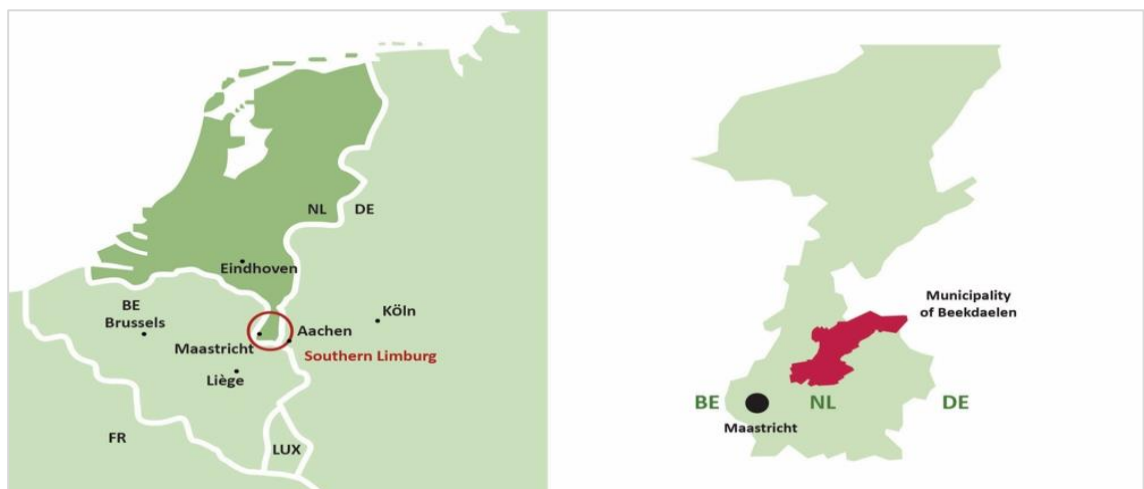 NL DE
Eindhoven
BE
Brussels
Köln
Aachen
Maastricht
Southern Limburg
Liège
FR
LUX
Municipality
of Beekdaelen
BE NL DE
Maastricht